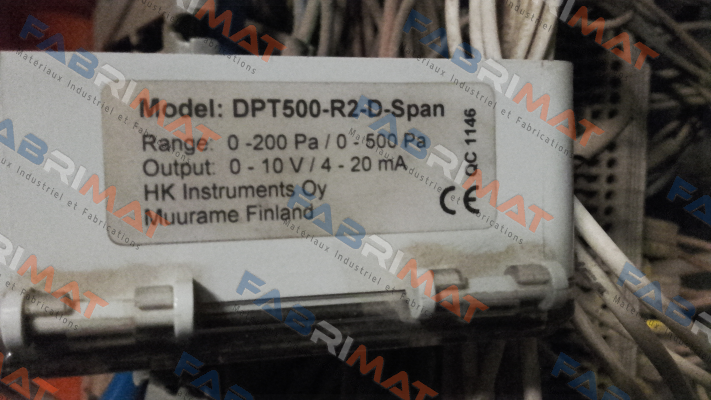 Model: DPT500-R2-D-Span
Range: 0 -200 Pa / 0 - 500 Pa
Output: 0 - 10 V / 4 - 20 mA
HK Instruments Oy
Muurame Finland
QC 1146
CE
FABRIMAT
Materiaux Industriel et Fabrications